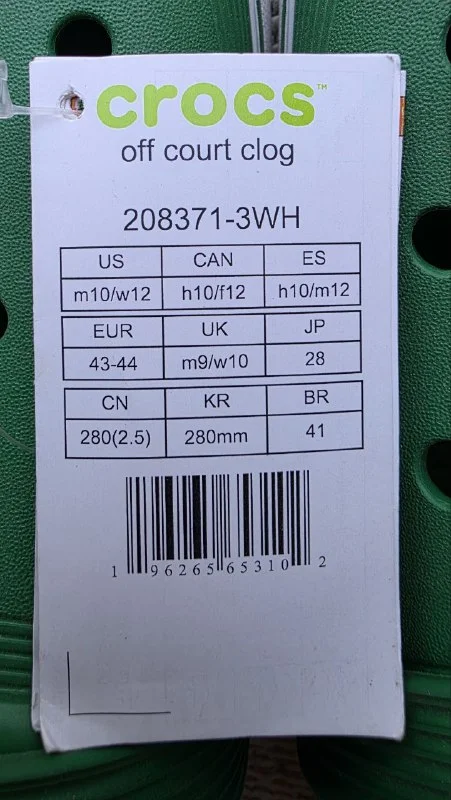 crocs™
off court clog
208371-3WH
US CAN ES
m10/w12 h10/f12 h10/m12
EUR UK JP
43-44 m9/w10 28
CN KR BR
280(2.5) 280mm 41
1 96265 65310 2